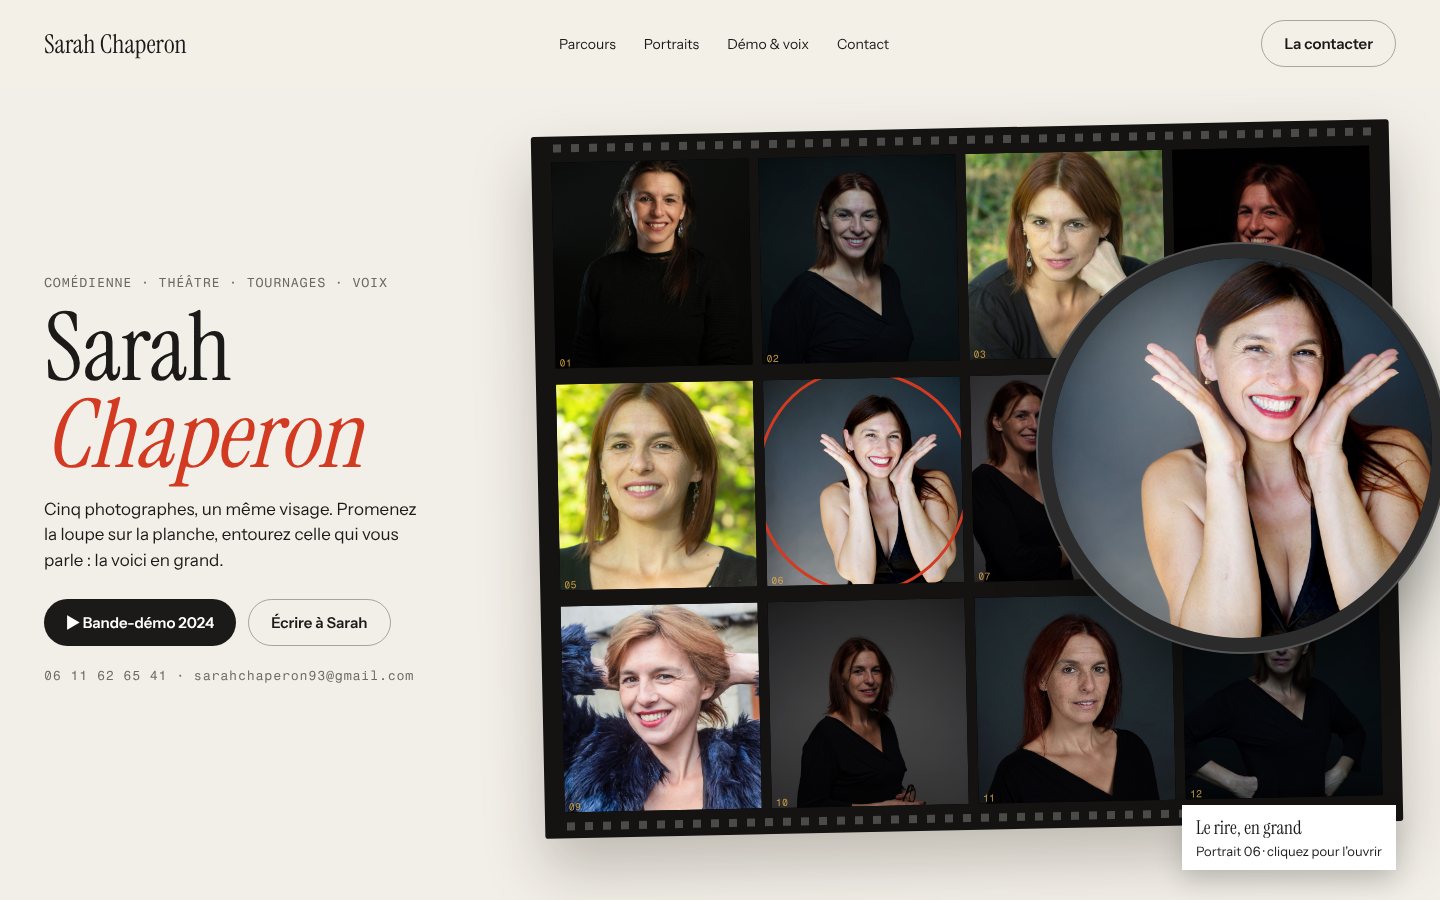 Sarah Chaperon
Parcours
Portraits
Démo & voix
Contact
La contacter
COMÉDIENNE · THÉÂTRE · TOURNAGES · VOIX
Sarah
Chaperon
Cinq photographes, un même visage. Promenez
la loupe sur la planche, entourez celle qui vous
parle : la voici en grand.
▶ Bande-démo 2024
Écrire à Sarah
06 11 62 65 41 · sarahchaperon93@gmail.com
01
02
03
05
06
07
09
10
11
12
Le rire, en grand
Portrait 06 · cliquez pour l'ouvrir